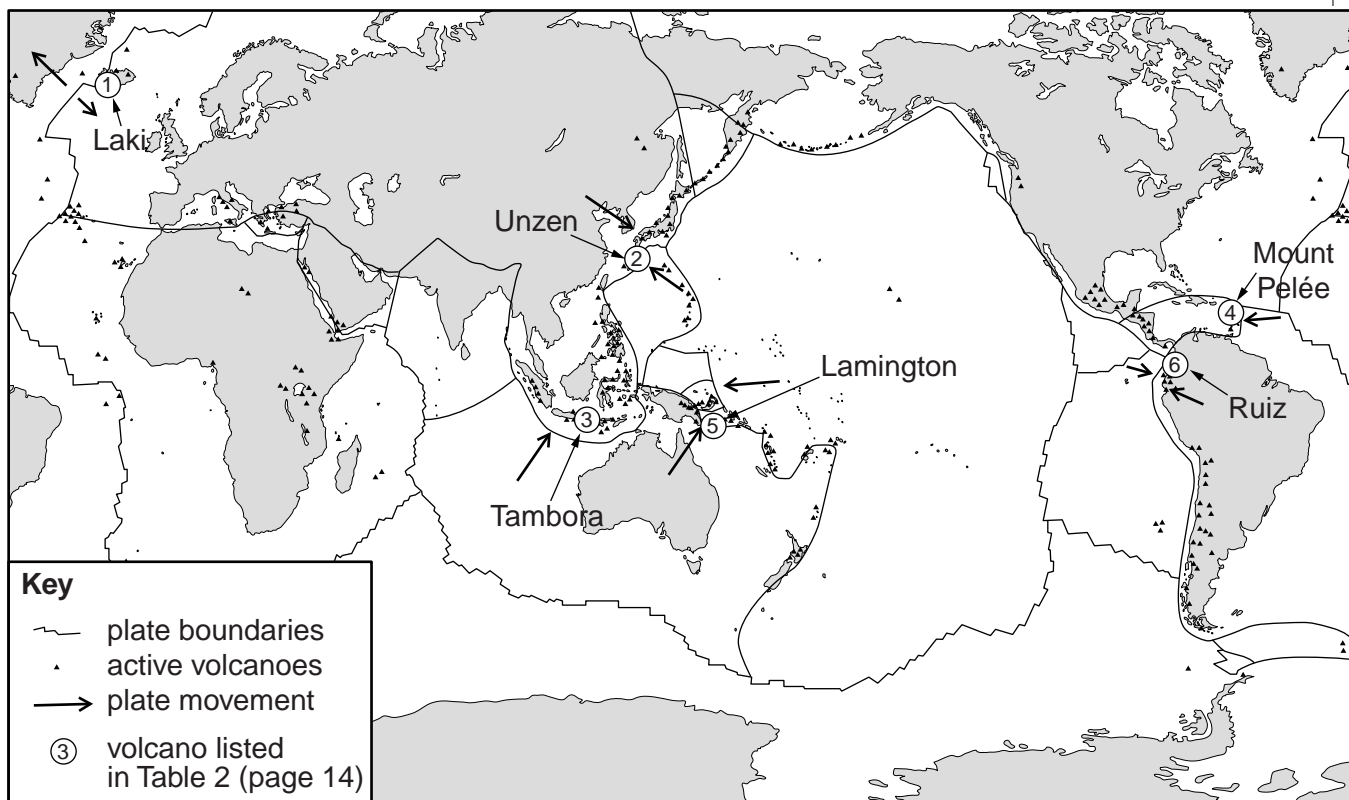 1
Laki
Unzen
2
Mount
Pelée
4
Lamington
6
Ruiz
3
5
Tambora
Key
plate boundaries
active volcanoes
plate movement
3
volcano listed
in Table 2 (page 14)